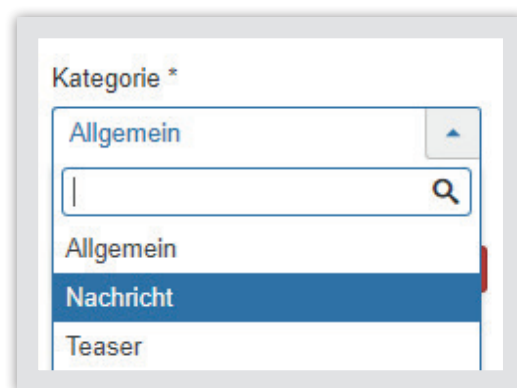 Kategorie *
Allgemein
Allgemein
Nachricht
Teaser